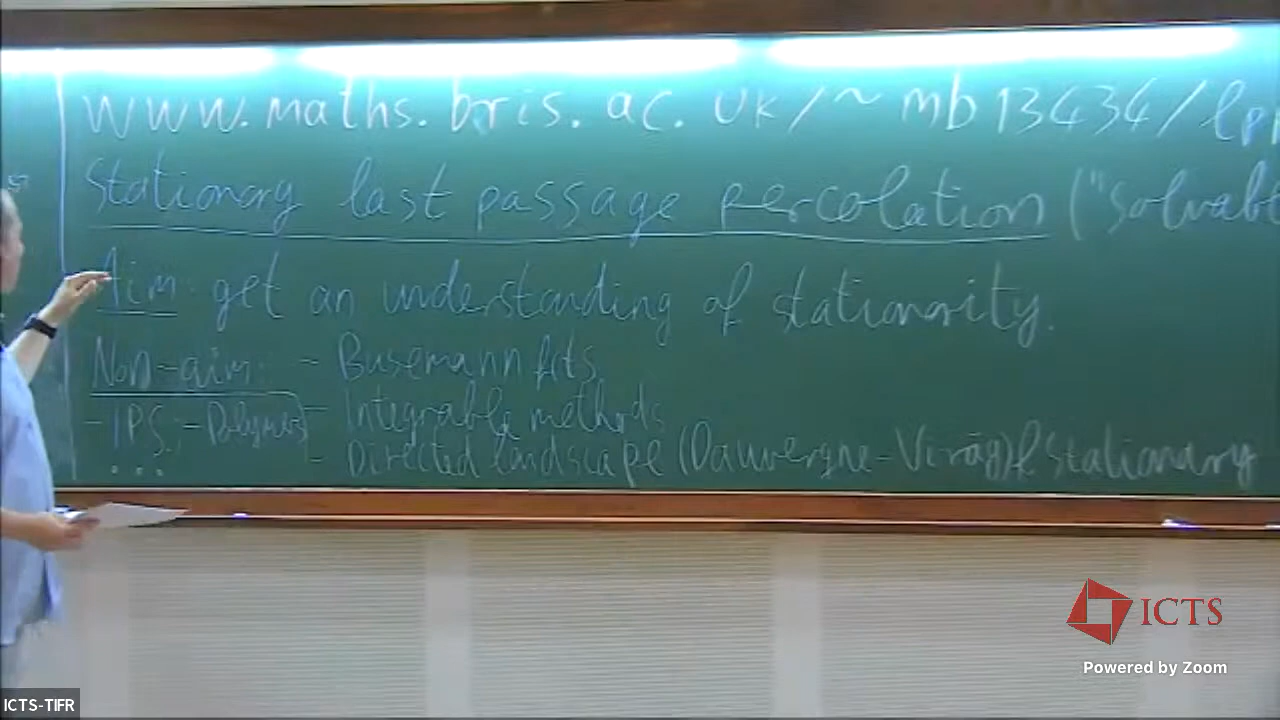 www.maths.bris.ac.uk/~mb13434/lpp
Stationary last passage percolation ("solvable
Aim: get an understanding of stationarity.
Non-aim: - Busemann fcts
- IPS; - Polymers - Integrable methods
... - Directed landscape (Dauvergne-Virág) & stationary
ICTS
Powered by Zoom
ICTS-TIFR